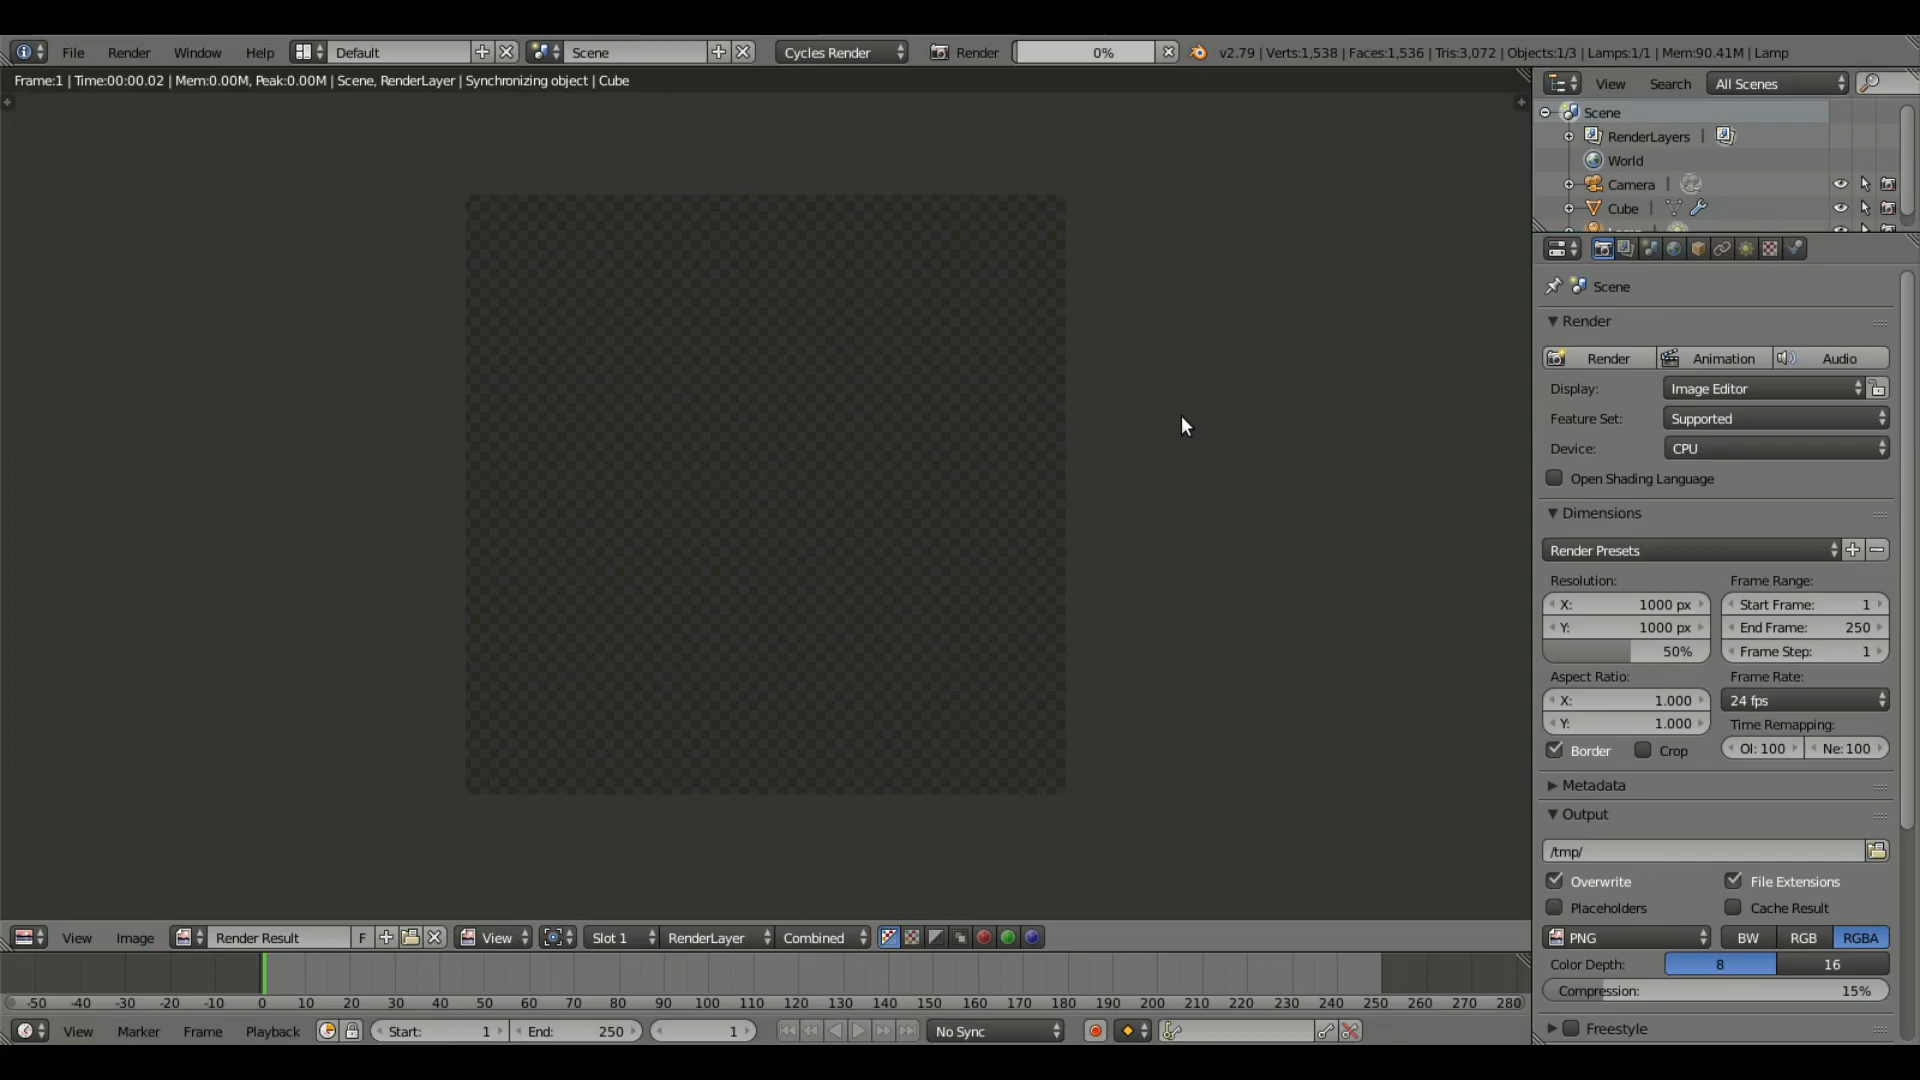 File Render Window Help Default Scene Cycles Render Render 0% v2.79 | Verts:1,538 | Faces:1,536 | Tris:3,072 | Objects:1/3 | Lamps:1/1 | Mem:90.41M | Lamp
Frame:1 | Time:00:00.02 | Mem:0.00M, Peak:0.00M | Scene, RenderLayer | Synchronizing object | Cube
View Search All Scenes
Scene
RenderLayers |
World
Camera |
Cube |
Scene
Render
Render Animation Audio
Display: Image Editor
Feature Set: Supported
Device: CPU
Open Shading Language
Dimensions
Render Presets
Resolution: Frame Range:
X: 1000 px Start Frame: 1
Y: 1000 px End Frame: 250
50% Frame Step: 1
Aspect Ratio: Frame Rate:
X: 1.000 24 fps
Y: 1.000 Time Remapping:
Border Crop Ol: 100 Ne: 100
Metadata
Output
/tmp/
Overwrite File Extensions
Placeholders Cache Result
PNG BW RGB RGBA
Color Depth: 8 16
Compression: 15%
Freestyle
View Image Render Result F View Slot 1 RenderLayer Combined
-50 -40 -30 -20 -10 0 10 20 30 40 50 60 70 80 90 100 110 120 130 140 150 160 170 180 190 200 210 220 230 240 250 260 270 280
View Marker Frame Playback Start: 1 End: 250 1 No Sync